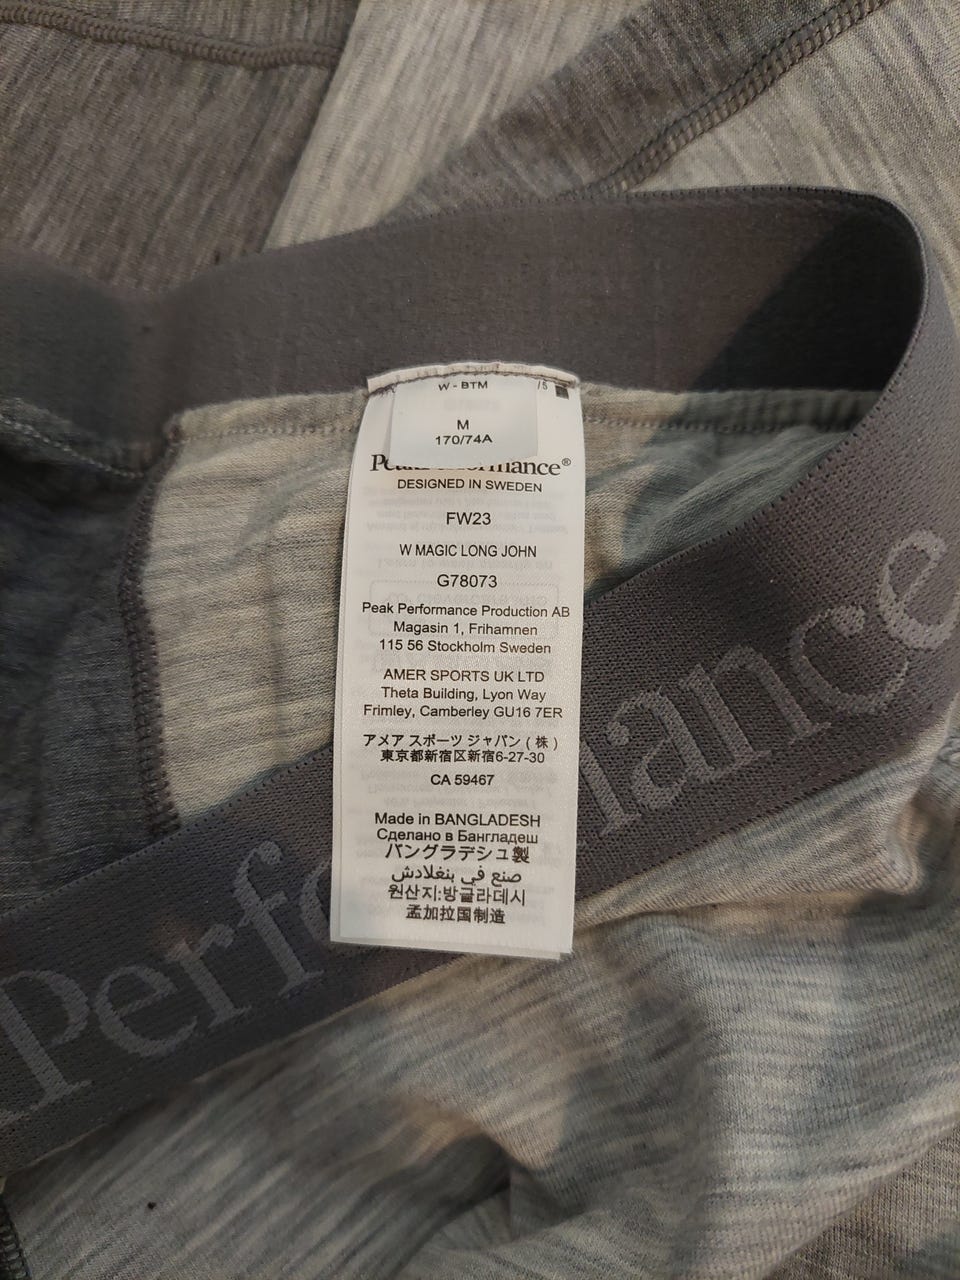 W - BTM
/5
M
170/74A
DESIGNED IN SWEDEN
FW23
W MAGIC LONG JOHN
G78073
Peak Performance Production AB
Magasin 1, Frihamnen
115 56 Stockholm Sweden
AMER SPORTS UK LTD
Theta Building, Lyon Way
Frimley, Camberley GU16 7ER
アメア スポーツ ジャパン ( 株 )
東京都新宿区新宿6-27-30
CA 59467
Made in BANGLADESH
Сделано в Бангладеш
バングラデシュ製
صنع في بنغلادش
원산지:방글라데시
孟加拉国制造